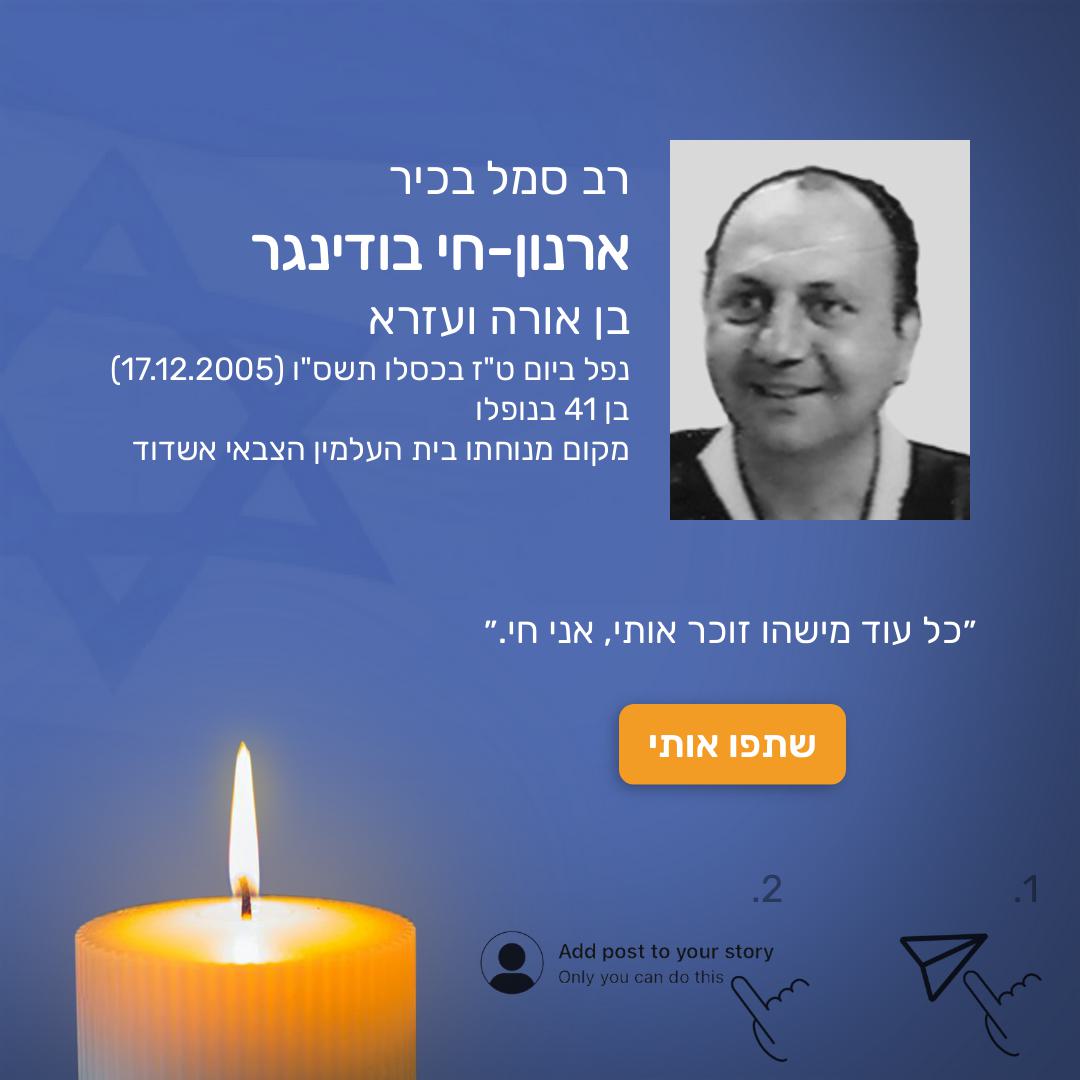 רב סמל בכיר
ארנון-חי בודינגר
בן אורה ועזרא
נפל ביום ט"ז בכסלו תשס"ו (17.12.2005)
בן 41 בנופלו
מקום מנוחתו בית העלמין הצבאי אשדוד
״כל עוד מישהו זוכר אותי, אני חי.״
שתפו אותי
.1
.2
Add post to your story
Only you can do this